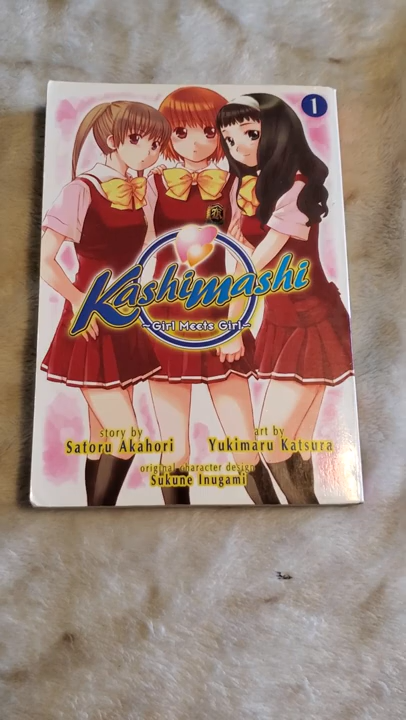 1
Kashimashi
~Girl Meets Girl~
story by
Satoru Akahori
art by
Yukimaru Katsura
original character design
Sukune Inugami